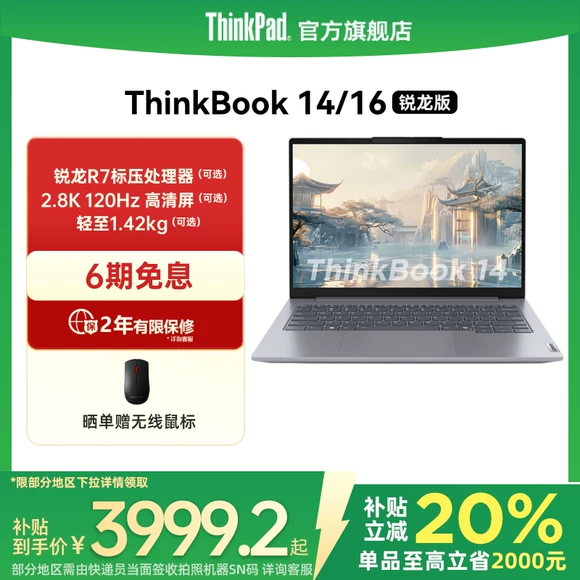 ThinkPad 官方旗舰店
ThinkBook 14/16 锐龙版
锐龙R7标压处理器(可选)
2.8K 120Hz 高清屏(可选)
轻至1.42kg(可选)
6期免息
2年有限保修
晒单赠无线鼠标
ThinkBook 14
*限部分地区下拉详情领取
补贴到手价¥3999.2起
部分地区需由快递员当面签收拍照机器SN码 详询客服
补贴立减20%
单品至高立省2000元